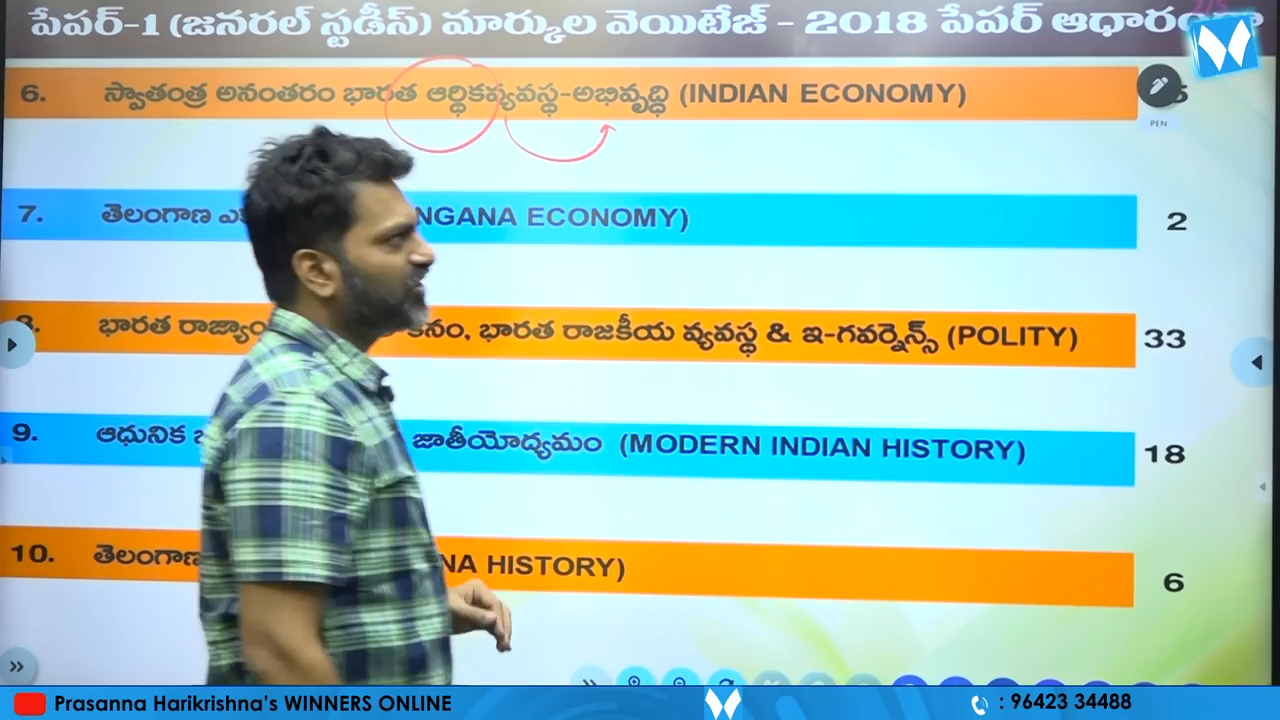 పేపర్-1 (జనరల్ స్టడీస్) మార్కుల వెయిటేజ్ - 2018 పేపర్
6. స్వాతంత్ర అనంతరం భారత ఆర్థికవ్యవస్థ-అభివృద్ధి (INDIAN ECONOMY)
PEN
7. తెలంగాణ NGANA ECONOMY) 2
8. భారత భారత రాజకీయ వ్యవస్థ & ఇ-గవర్నెన్స్ (POLITY) 33
9. ఆధునిక జాతీయోద్యమం (MODERN INDIAN HISTORY) 18
10. తెలంగాణ NA HISTORY) 6
Prasanna Harikrishna's WINNERS ONLINE : 96423 34488